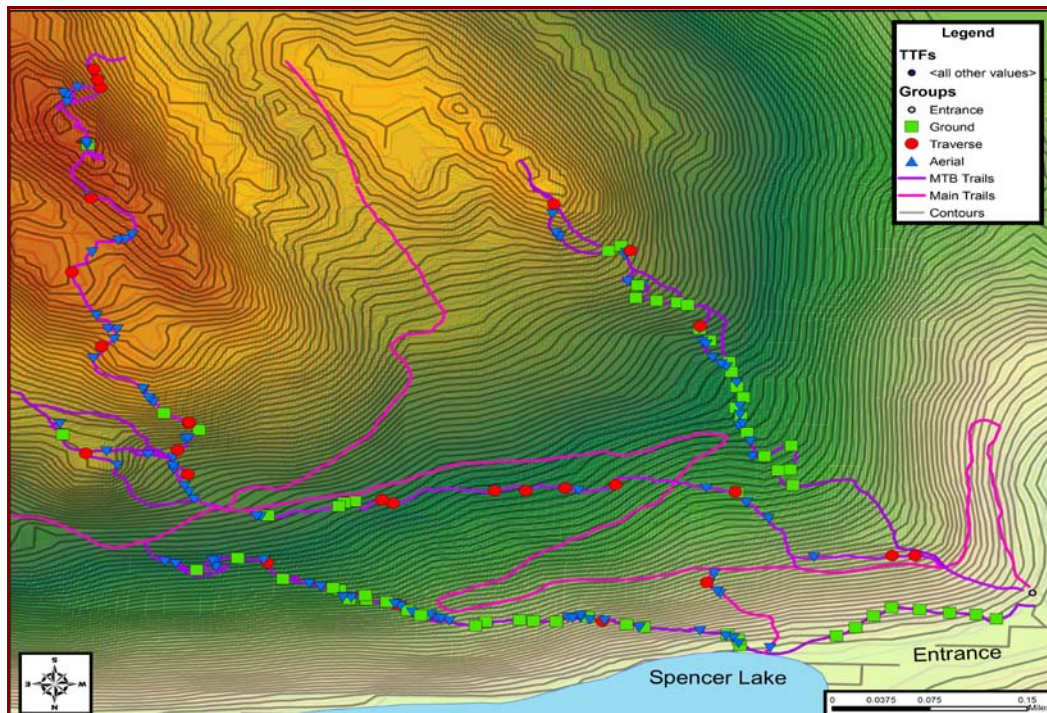 Legend
TTFs
<all other values>
Groups
Entrance
Ground
Traverse
Aerial
MTB Trails
Main Trails
Contours
Entrance
Spencer Lake
S
E W
N
0 0.0375 0.075 0.15
Miles